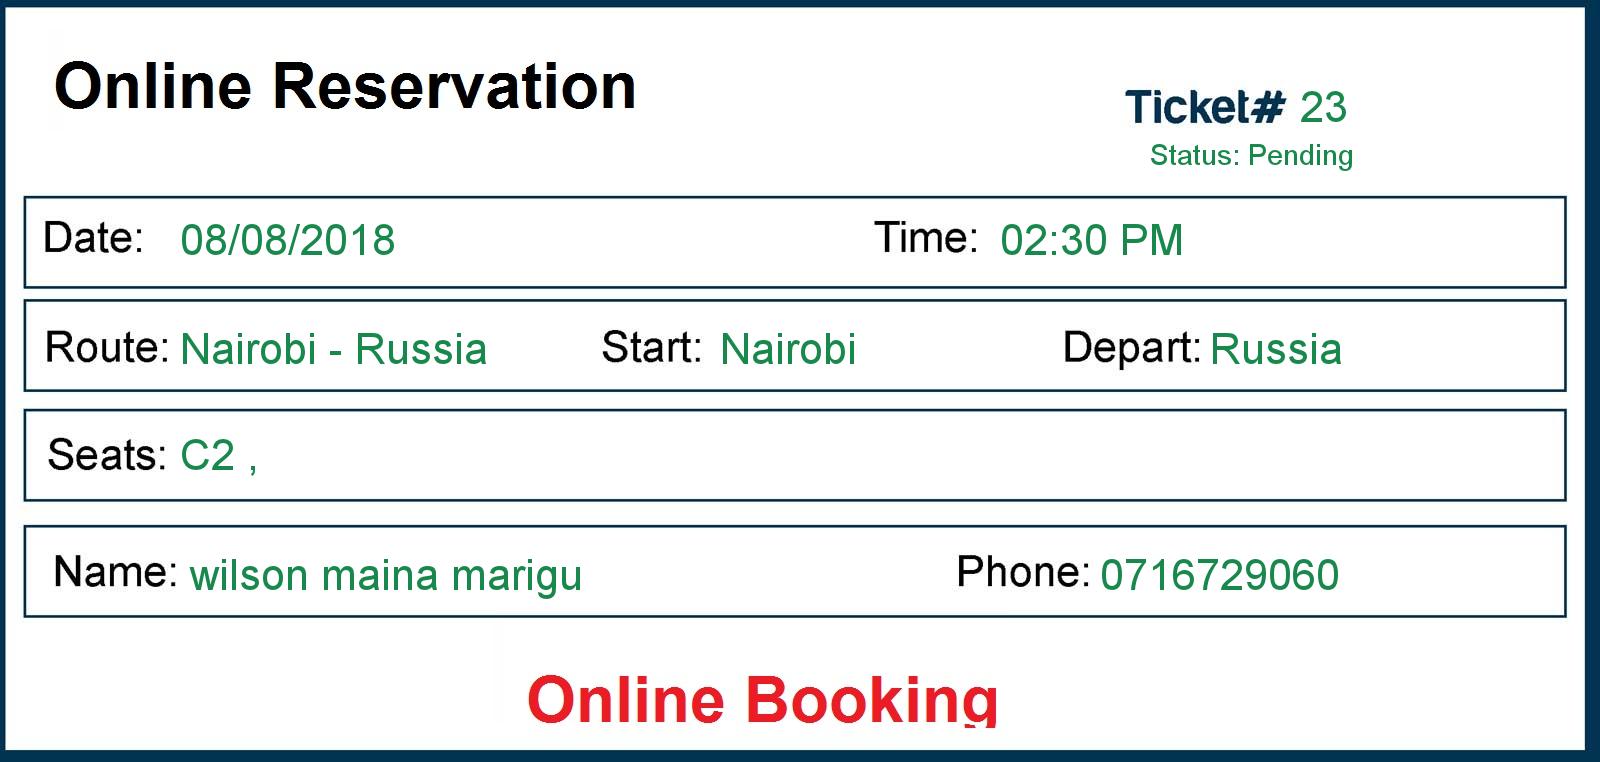 Online Reservation
Ticket# 23
Status: Pending
Date: 08/08/2018 Time: 02:30 PM
Route: Nairobi - Russia Start: Nairobi Depart: Russia
Seats: C2 ,
Name: wilson maina marigu Phone: 0716729060
Online Booking